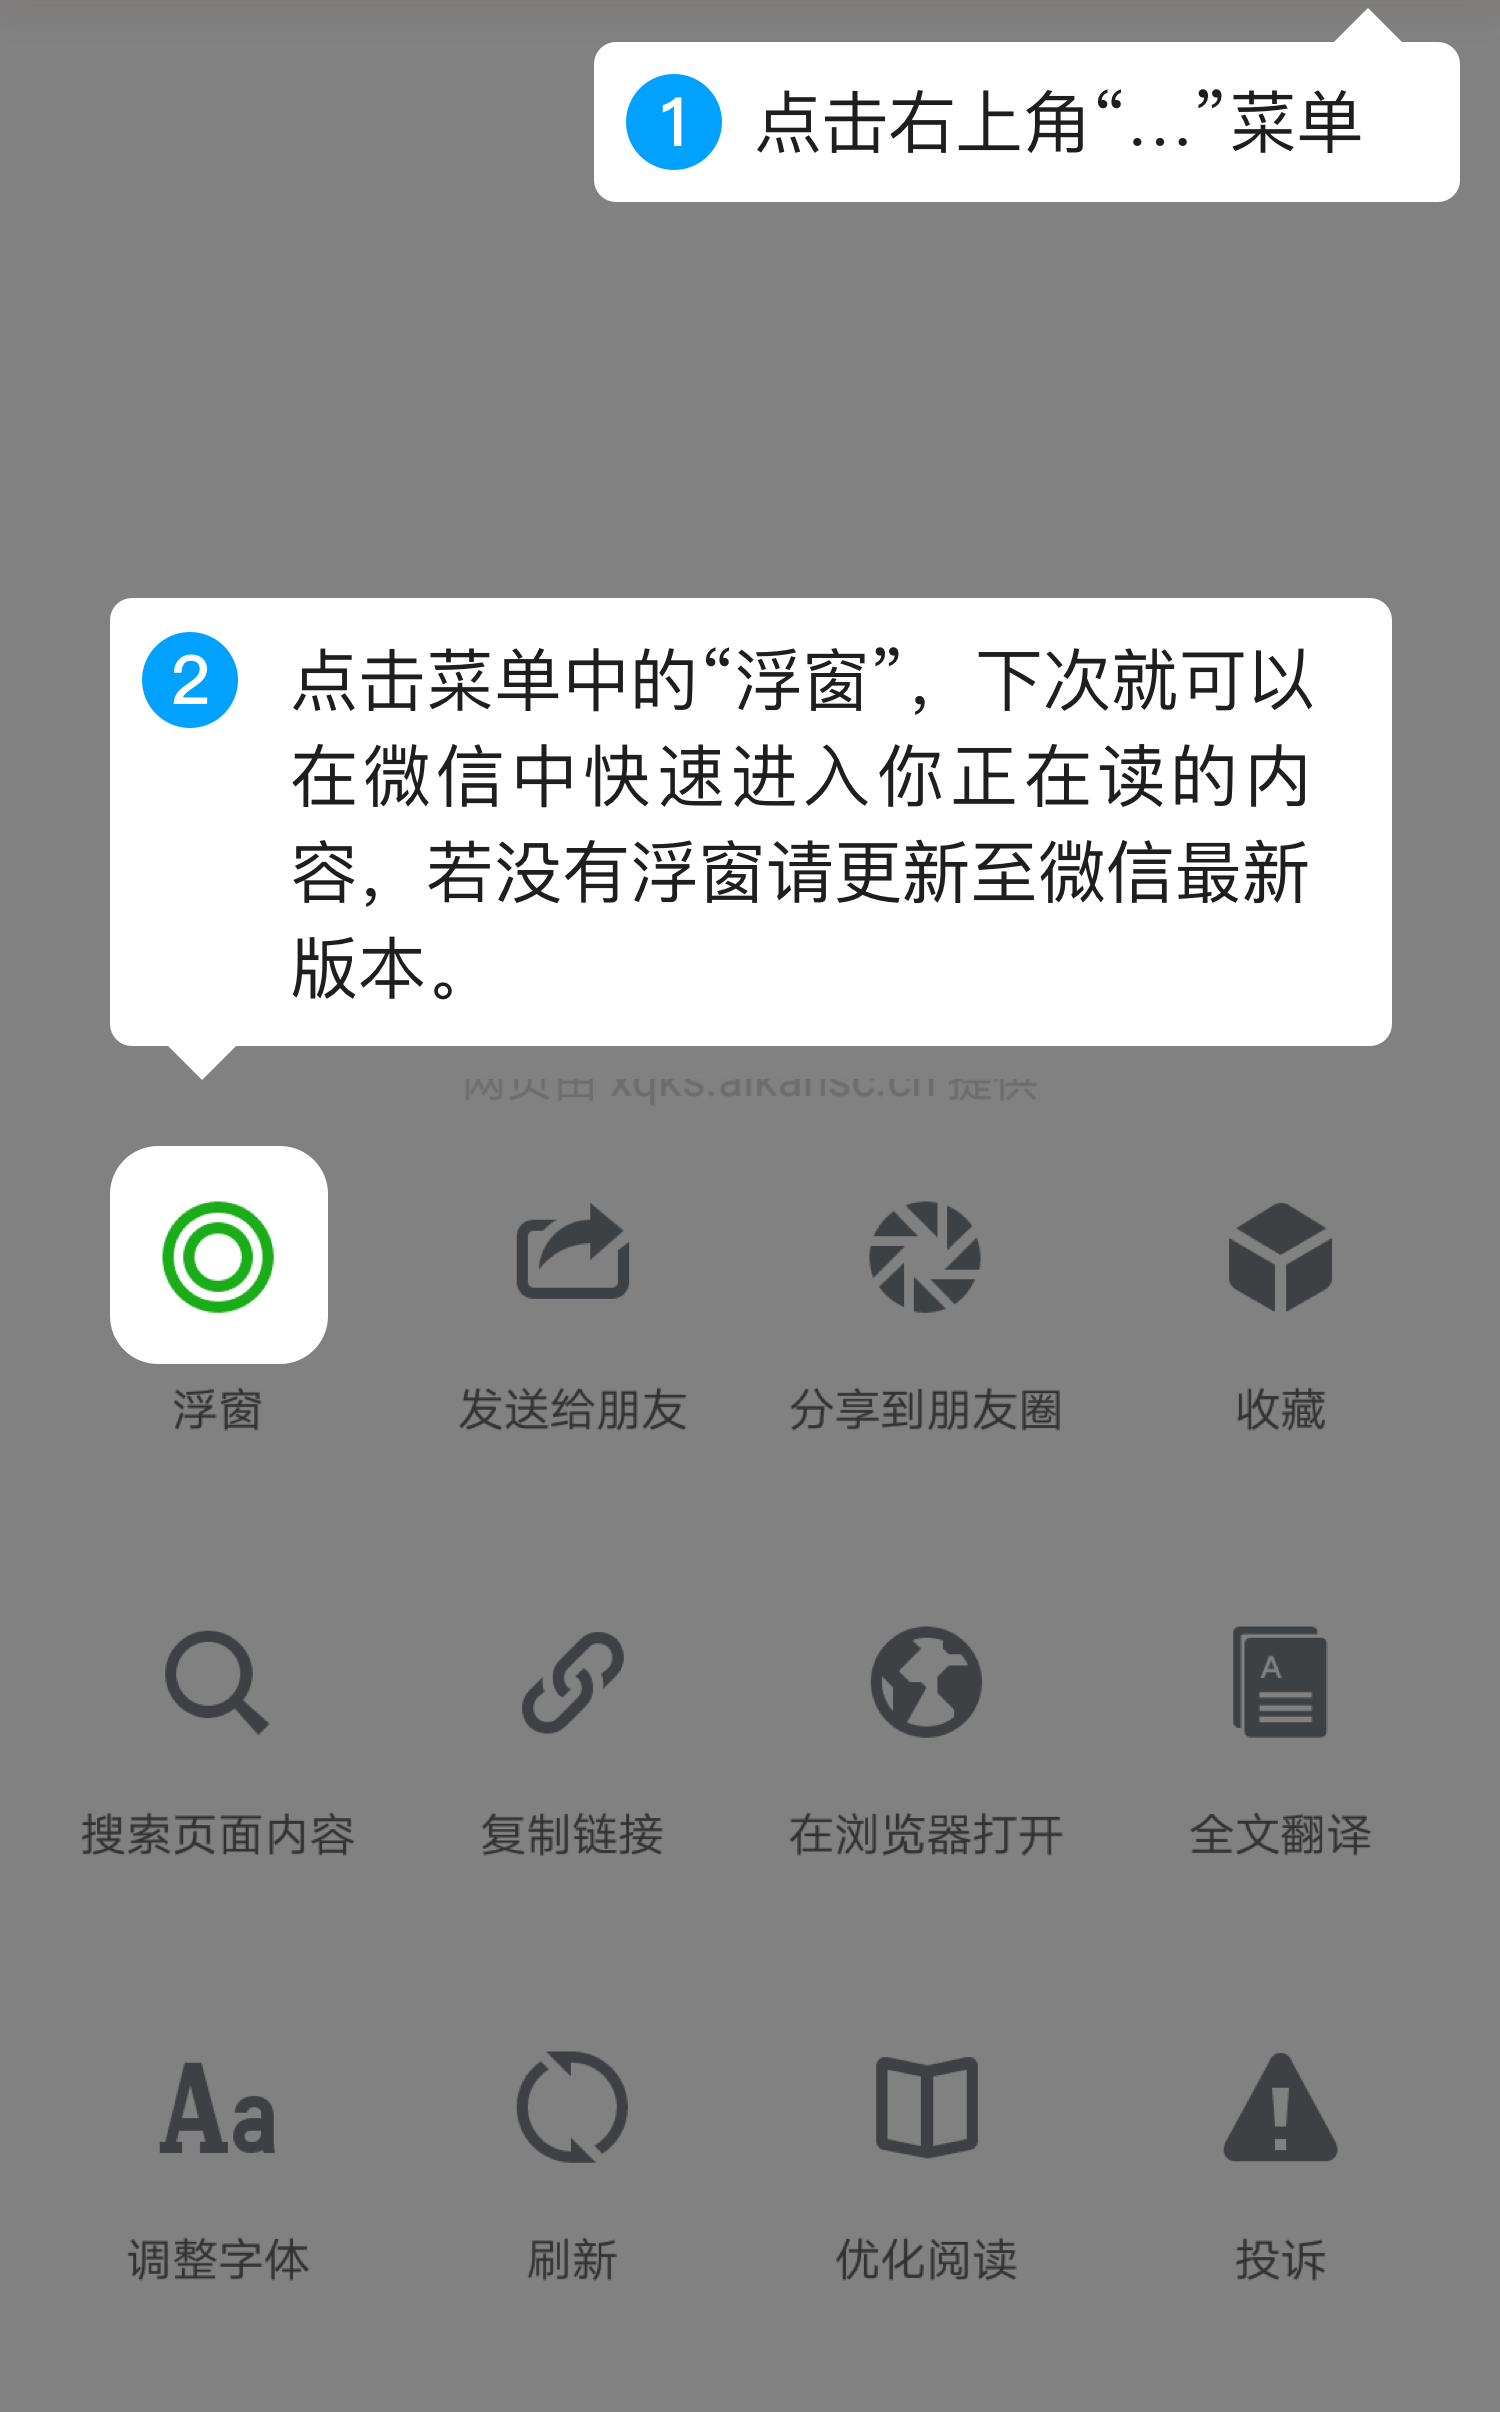 1 点击右上角“...”菜单
2 点击菜单中的“浮窗”，下次就可以
在微信中快速进入你正在读的内
容，若没有浮窗请更新至微信最新
版本。
网页由 xqks.aikansc.cn 提供
浮窗 发送给朋友 分享到朋友圈 收藏
A
搜索页面内容 复制链接 在浏览器打开 全文翻译
Aa
调整字体 刷新 优化阅读 投诉